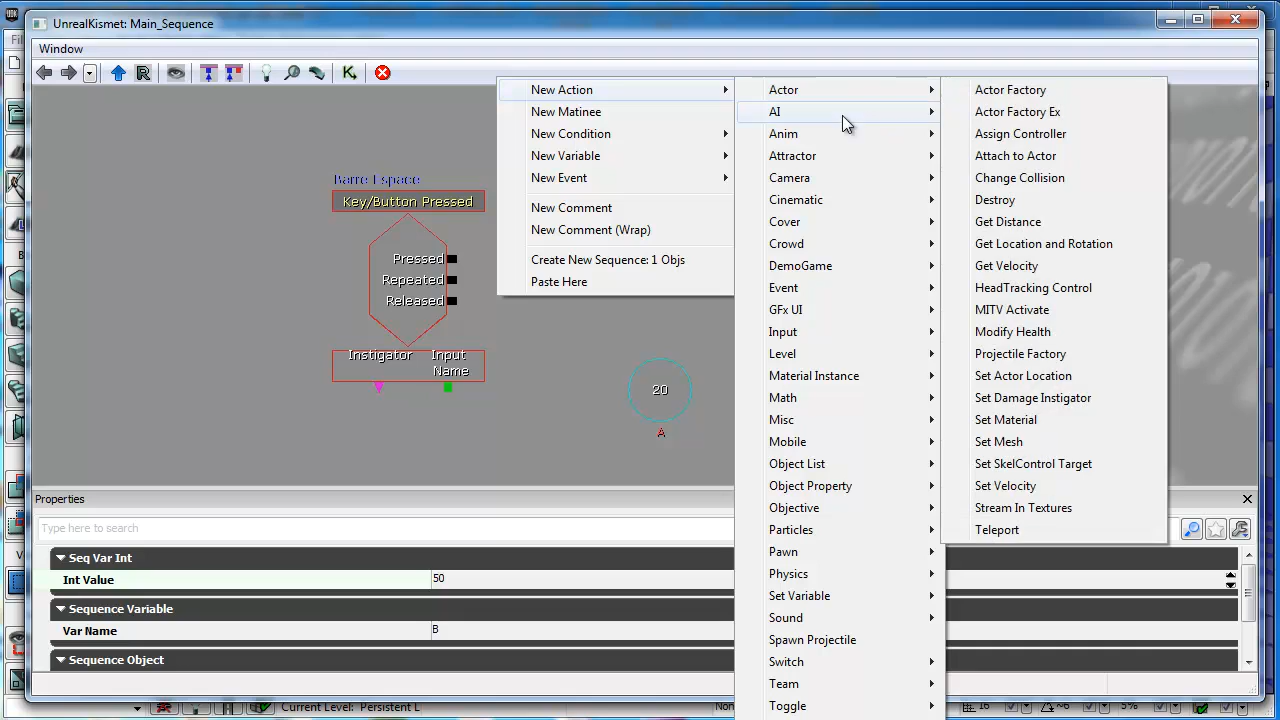 UnrealKismet: Main_Sequence
Window
Barre Espace
Key/Button Pressed
Pressed
Repeated
Released
Instigator
Input
Name
20
A
New Action
New Matinee
New Condition
New Variable
New Event
New Comment
New Comment (Wrap)
Create New Sequence: 1 Objs
Paste Here
Actor
AI
Anim
Attractor
Camera
Cinematic
Cover
Crowd
DemoGame
Event
GFx UI
Input
Level
Material Instance
Math
Misc
Mobile
Object List
Object Property
Objective
Particles
Pawn
Physics
Set Variable
Sound
Spawn Projectile
Switch
Team
Toggle
Actor Factory
Actor Factory Ex
Assign Controller
Attach to Actor
Change Collision
Destroy
Get Distance
Get Location and Rotation
Get Velocity
HeadTracking Control
MITV Activate
Modify Health
Projectile Factory
Set Actor Location
Set Damage Instigator
Set Material
Set Mesh
Set SkelControl Target
Set Velocity
Stream In Textures
Teleport
Properties
Type here to search
Seq Var Int
Int Value 50
Sequence Variable
Var Name B
Sequence Object
Current Level: Persistent L
16
5%